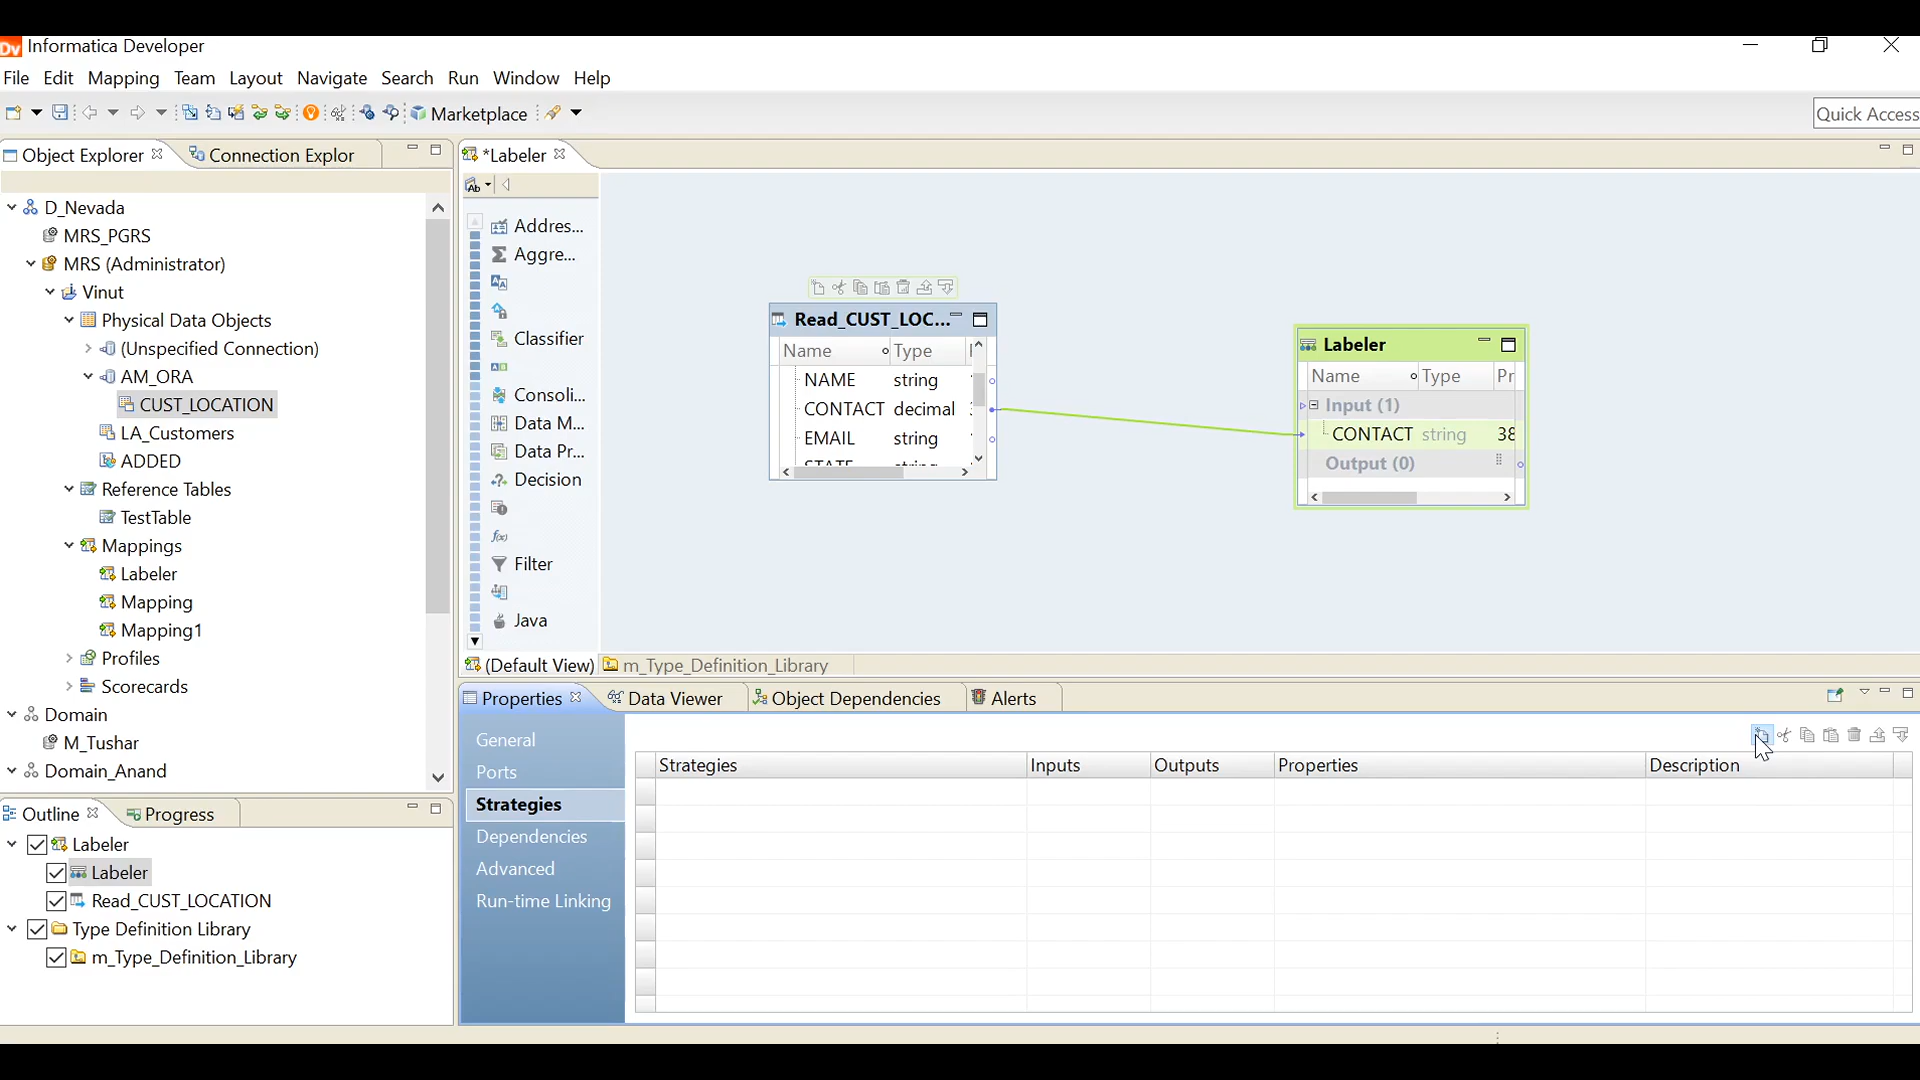 Dv Informatica Developer
File Edit Mapping Team Layout Navigate Search Run Window Help
Marketplace
Quick Access
Object Explorer
Connection Explor
*Labeler
D_Nevada
MRS_PGRS
MRS (Administrator)
Vinut
Physical Data Objects
(Unspecified Connection)
AM_ORA
CUST_LOCATION
LA_Customers
ADDED
Reference Tables
TestTable
Mappings
Labeler
Mapping
Mapping1
Profiles
Scorecards
Domain
M_Tushar
Domain_Anand
Ab
Addres...
Aggre...
Classifier
Consoli...
Data M...
Data Pr...
Decision
f(x)
Filter
Java
Read_CUST_LOC...
Name Type
NAME string
CONTACT decimal
EMAIL string
STATE string
Labeler
Name Type Pr
Input (1)
CONTACT string 38
Output (0)
(Default View) m_Type_Definition_Library
Outline
Progress
Labeler
Labeler
Read_CUST_LOCATION
Type Definition Library
m_Type_Definition_Library
Properties
Data Viewer
Object Dependencies
Alerts
General
Ports
Strategies
Dependencies
Advanced
Run-time Linking
Strategies Inputs Outputs Properties Description